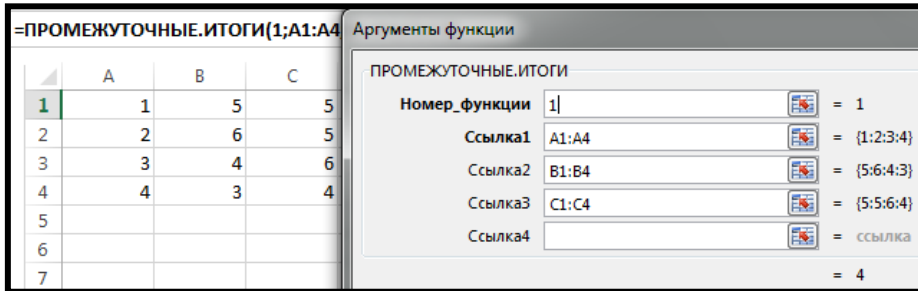 =ПРОМЕЖУТОЧНЫЕ.ИТОГИ(1;A1:A4
Аргументы функции
ПРОМЕЖУТОЧНЫЕ.ИТОГИ
A B C
1 1 5 5
2 2 6 5
3 3 4 6
4 4 3 4
5
6
7
Номер_функции 1 = 1
Ссылка1 A1:A4 = {1:2:3:4}
Ссылка2 B1:B4 = {5:6:4:3}
Ссылка3 C1:C4 = {5:5:6:4}
Ссылка4 = ссылка
= 4